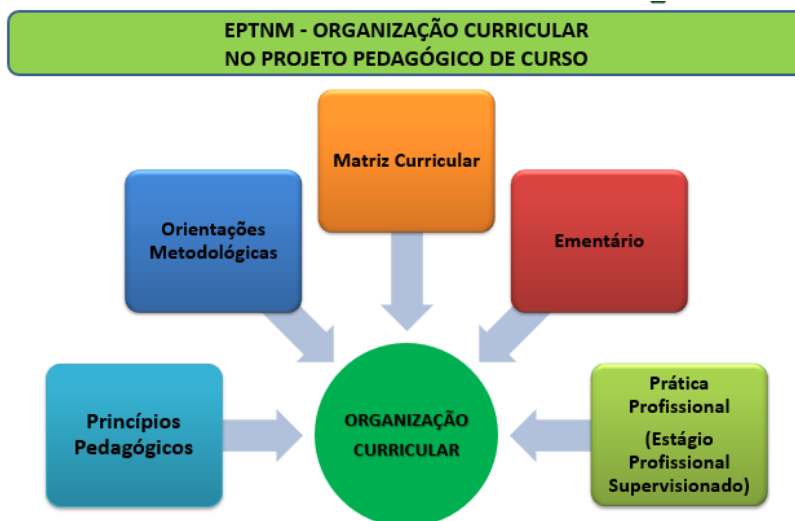 EPTNM - ORGANIZAÇÃO CURRICULAR
NO PROJETO PEDAGÓGICO DE CURSO
Matriz Curricular
Orientações
Metodológicas
Ementário
Princípios
Pedagógicos
ORGANIZAÇÃO
CURRICULAR
Prática
Profissional
(Estágio
Profissional
Supervisionado)